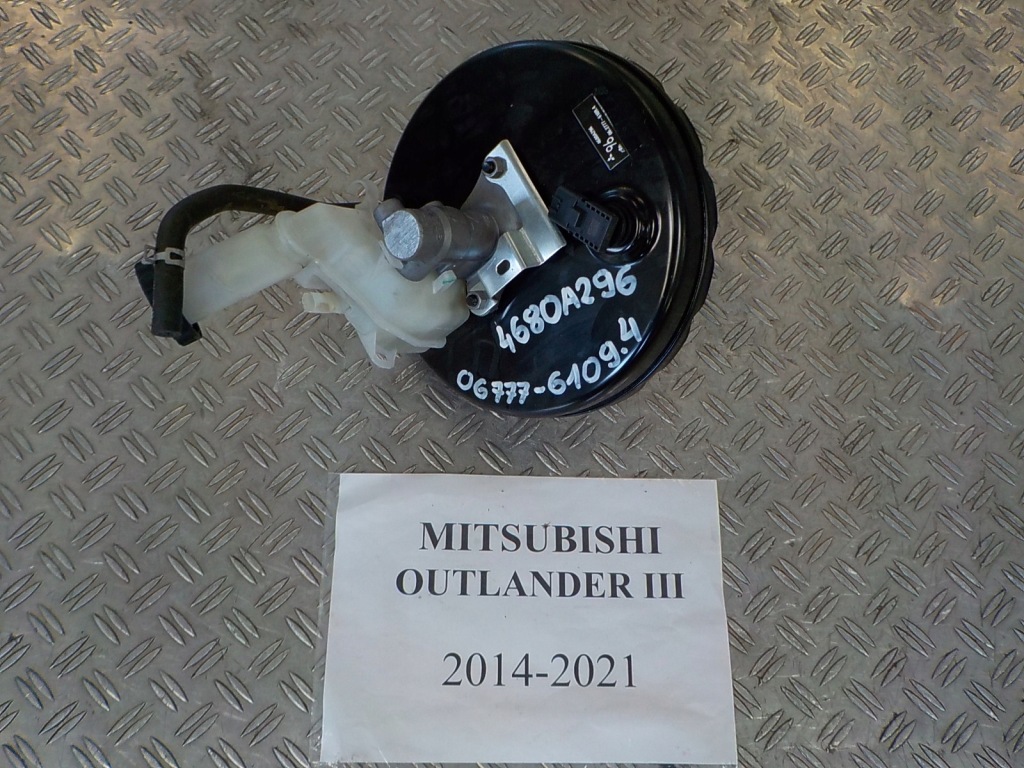 4680A296
06777-6109.4
MITSUBISHI
OUTLANDER III
2014-2021